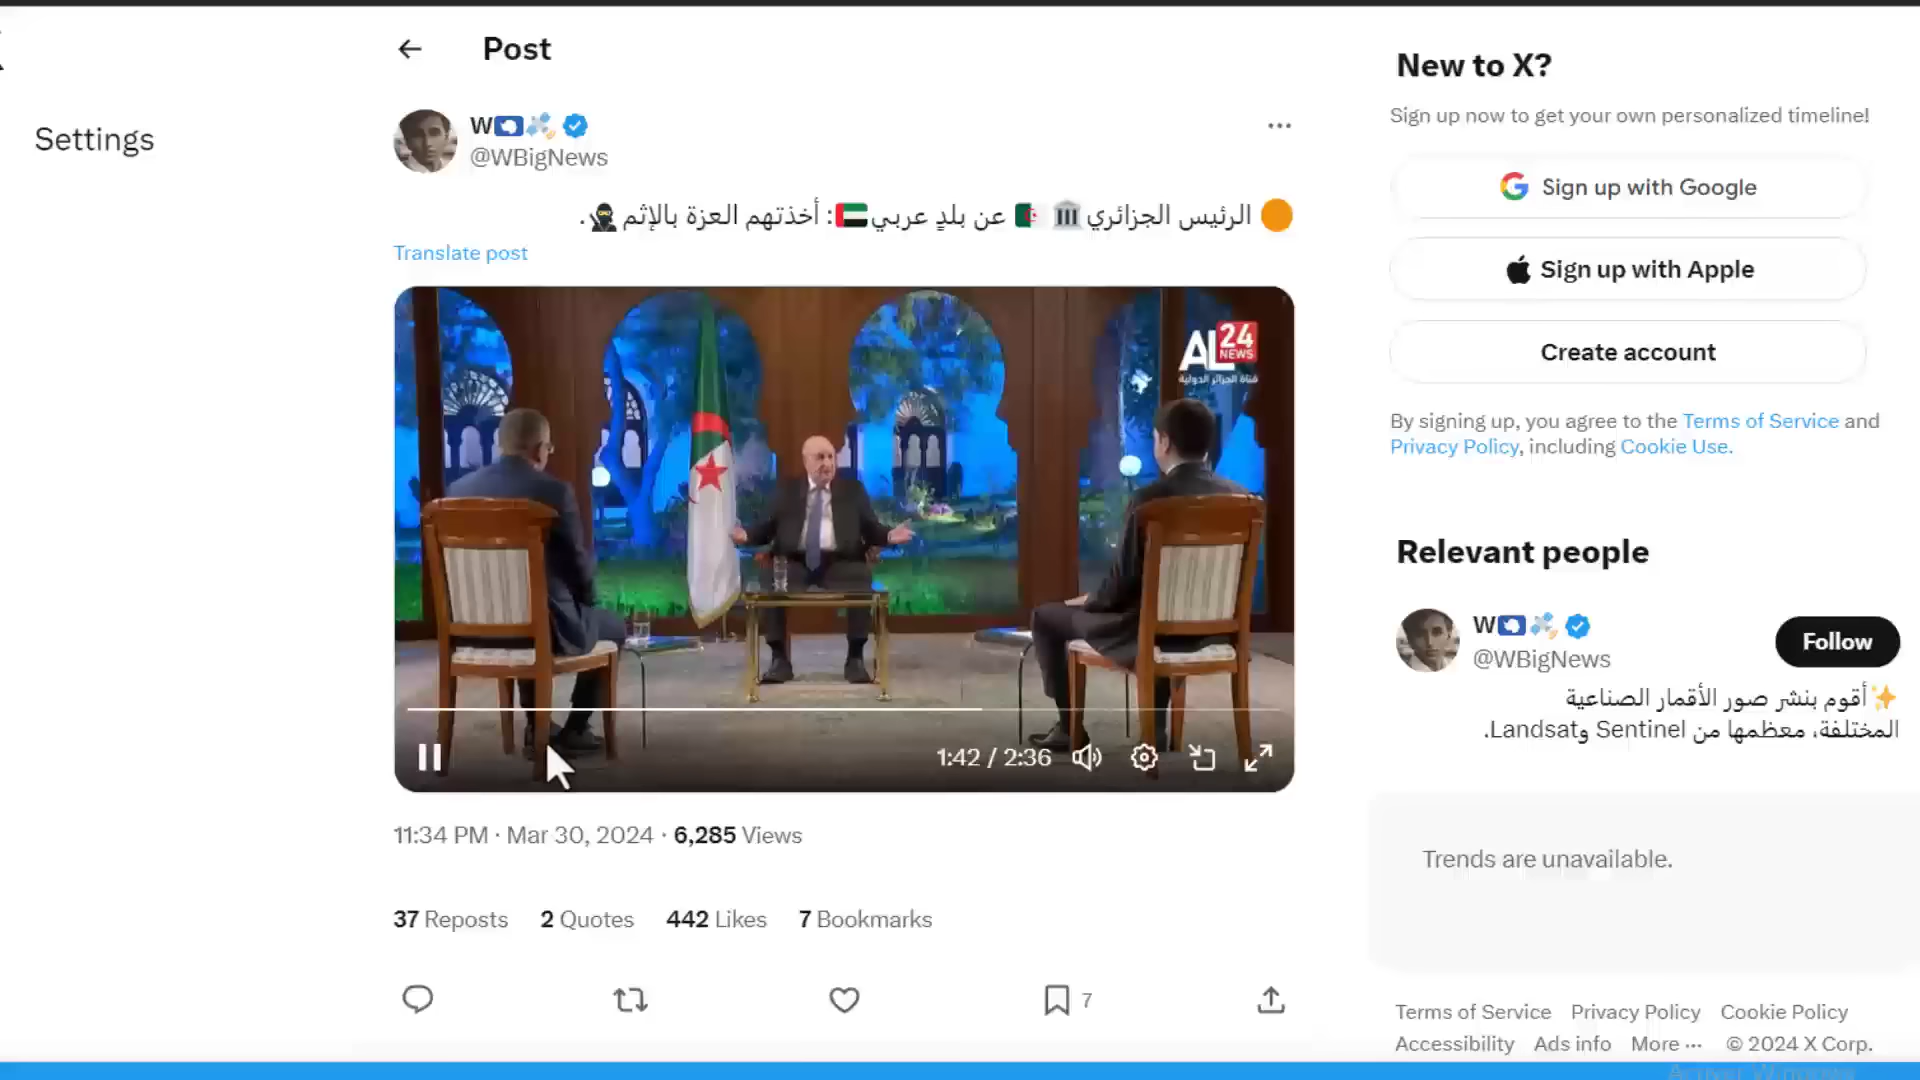 Post
Settings
W
@WBigNews
الرئيس الجزائري عن بلدٍ عربي: أخذتهم العزة بالإثم.
Translate post
AL 24 NEWS
قناة الجزائر الدولية
1:42 / 2:36
11:34 PM · Mar 30, 2024 · 6,285 Views
37 Reposts 2 Quotes 442 Likes 7 Bookmarks
7
New to X?
Sign up now to get your own personalized timeline!
Sign up with Google
Sign up with Apple
Create account
By signing up, you agree to the Terms of Service and
Privacy Policy, including Cookie Use.
Relevant people
W
@WBigNews
Follow
أقوم بنشر صور الأقمار الصناعية
المختلفة، معظمها من Sentinel وLandsat.
Trends are unavailable.
Terms of Service Privacy Policy Cookie Policy
Accessibility Ads info More ··· © 2024 X Corp.